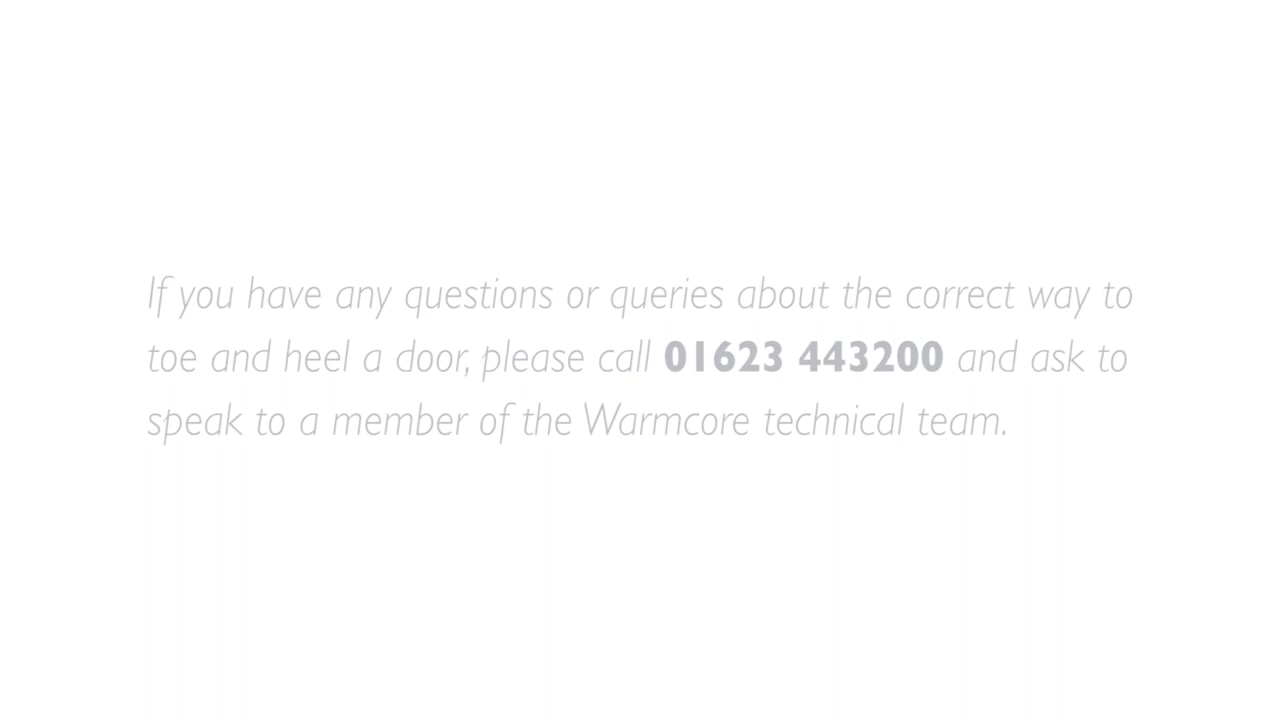 If you have any questions or queries about the correct way to
toe and heel a door, please call 01623 443200 and ask to
speak to a member of the Warmcore technical team.